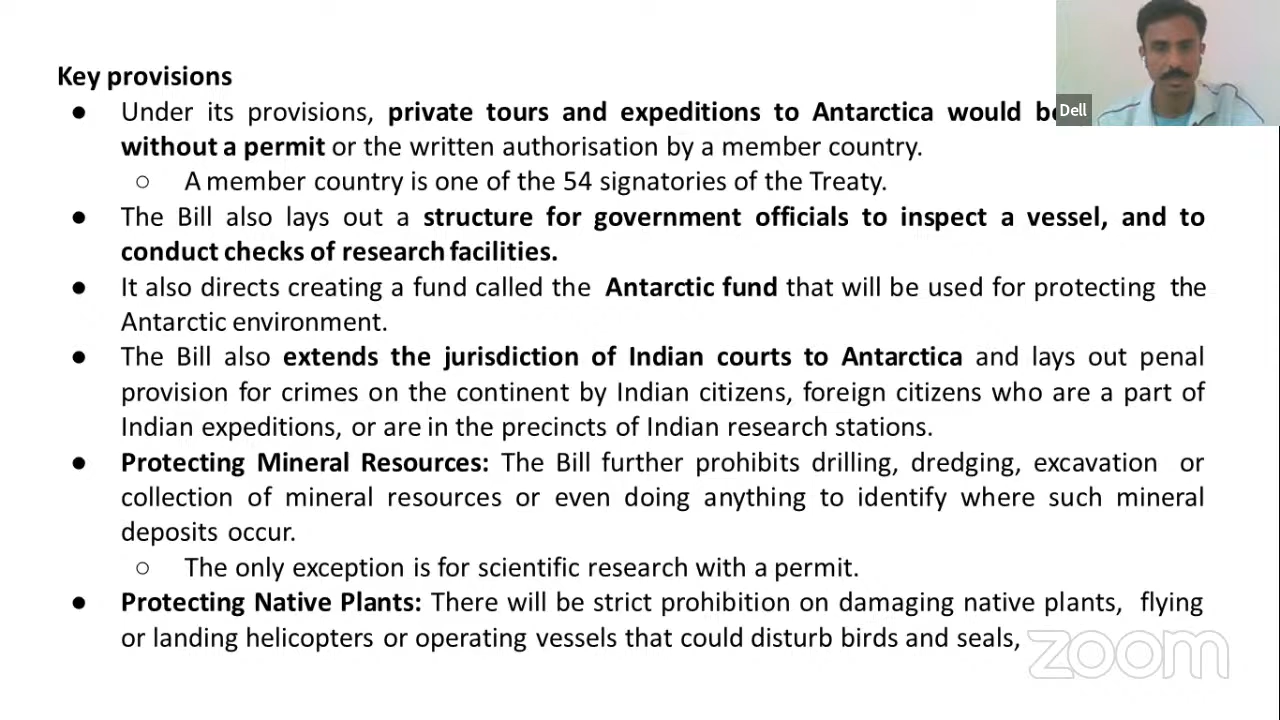 Key provisions
● Under its provisions, private tours and expeditions to Antarctica would
without a permit or the written authorisation by a member country.
○ A member country is one of the 54 signatories of the Treaty.
● The Bill also lays out a structure for government officials to inspect a vessel, and to
conduct checks of research facilities.
● It also directs creating a fund called the Antarctic fund that will be used for protecting the
Antarctic environment.
● The Bill also extends the jurisdiction of Indian courts to Antarctica and lays out penal
provision for crimes on the continent by Indian citizens, foreign citizens who are a part of
Indian expeditions, or are in the precincts of Indian research stations.
● Protecting Mineral Resources: The Bill further prohibits drilling, dredging, excavation or
collection of mineral resources or even doing anything to identify where such mineral
deposits occur.
○ The only exception is for scientific research with a permit.
● Protecting Native Plants: There will be strict prohibition on damaging native plants, flying
or landing helicopters or operating vessels that could disturb birds and seals,
Dell
zoom